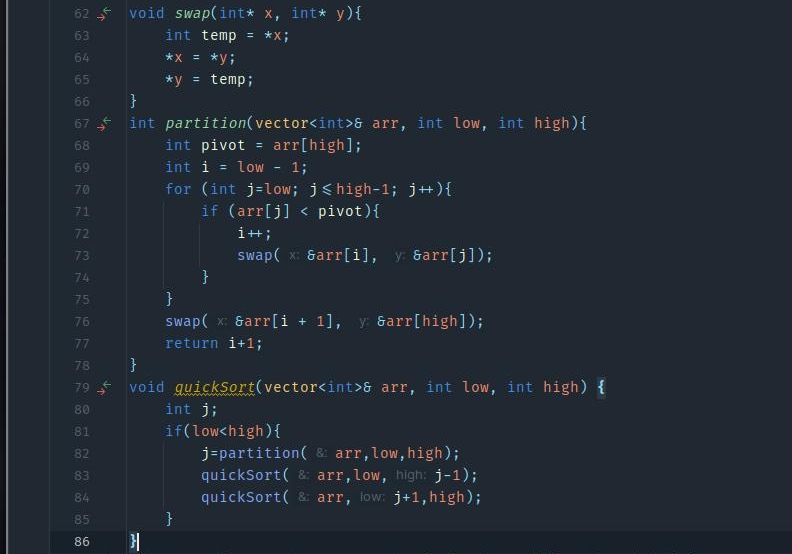 62 void swap(int* x, int* y){
63     int temp = *x;
64     *x = *y;
65     *y = temp;
66 }
67 int partition(vector<int>& arr, int low, int high){
68     int pivot = arr[high];
69     int i = low - 1;
70     for (int j=low; j<=high-1; j++){
71         if (arr[j] < pivot){
72             i++;
73             swap( x: &arr[i],  y: &arr[j]);
74         }
75     }
76     swap( x: &arr[i + 1],  y: &arr[high]);
77     return i+1;
78 }
79 void quickSort(vector<int>& arr, int low, int high) {
80     int j;
81     if(low<high){
82         j=partition( &: arr,low,high);
83         quickSort( &: arr,low, high: j-1);
84         quickSort( &: arr, low: j+1,high);
85     }
86 }